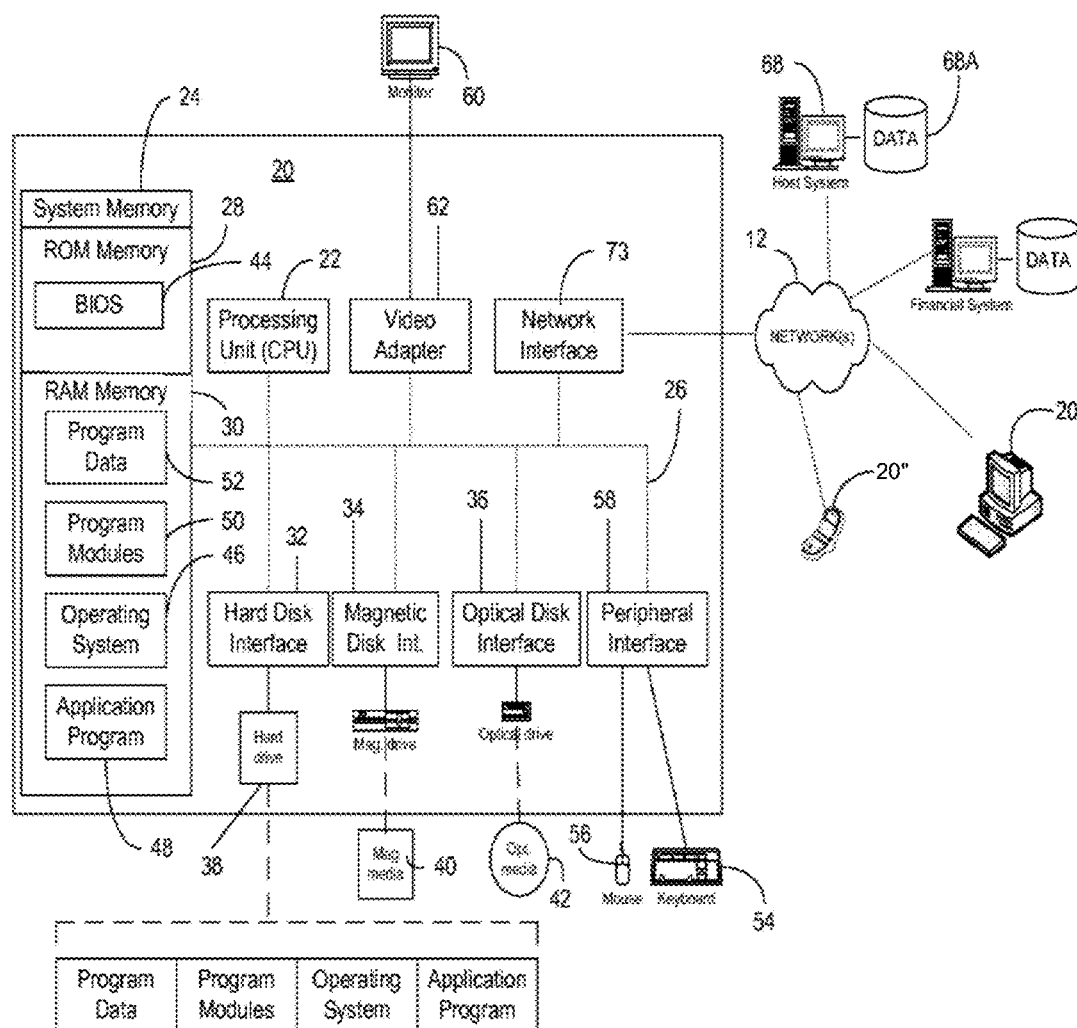 Monitor
60
68
68A
DATA
Host System
24
20
System Memory
28
ROM Memory
44
BIOS
22
Processing
Unit (CPU)
62
Video
Adapter
73
Network
Interface
12
NETWORK(s)
DATA
Financial System
RAM Memory
30
Program
Data
52
50
Program
Modules
46
Operating
System
Application
Program
48
26
20
20"
32
Hard Disk
Interface
34
Magnetic
Disk Int.
36
Optical Disk
Interface
58
Peripheral
Interface
Hard
drive
38
Mag. drive
Optical drive
Mag
media
40
Opt.
media
42
56
Mouse
Keyboard
54
Program
Data
Program
Modules
Operating
System
Application
Program